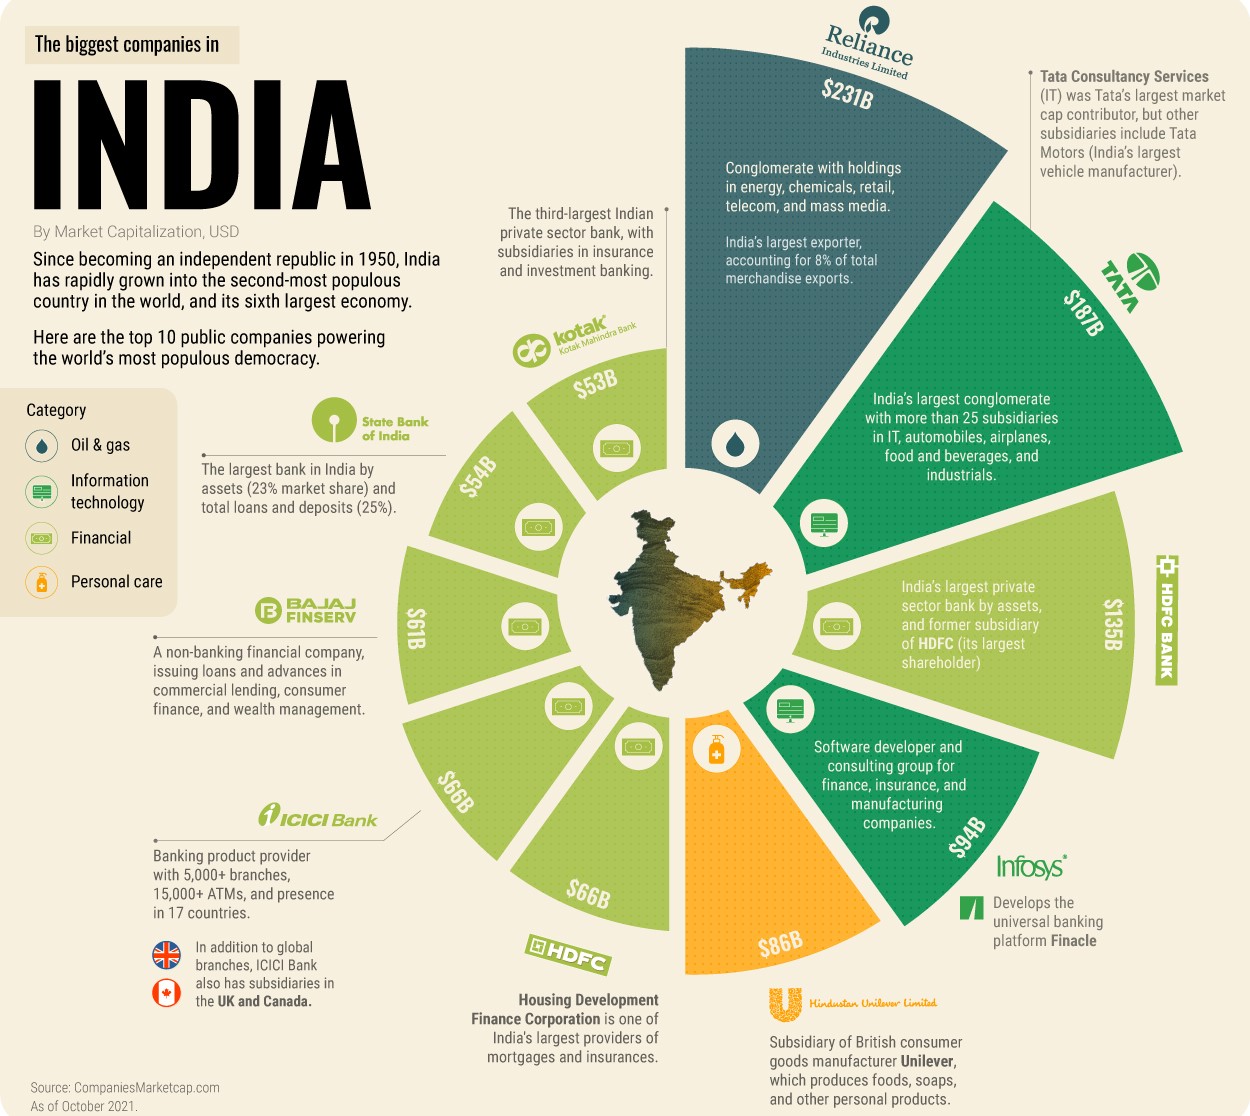 The biggest companies in
INDIA
By Market Capitalization, USD
Since becoming an independent republic in 1950, India
has rapidly grown into the second-most populous
country in the world, and its sixth largest economy.
Here are the top 10 public companies powering
the world's most populous democracy.
Category
Oil & gas
Information
technology
Financial
Personal care
Reliance
Industries Limited
$231B
Conglomerate with holdings
in energy, chemicals, retail,
telecom, and mass media.
India's largest exporter,
accounting for 8% of total
merchandise exports.
Tata Consultancy Services
(IT) was Tata's largest market
cap contributor, but other
subsidiaries include Tata
Motors (India's largest
vehicle manufacturer).
TATA
$187B
India's largest conglomerate
with more than 25 subsidiaries
in IT, automobiles, airplanes,
food and beverages, and
industrials.
HDFC BANK
$135B
India's largest private
sector bank by assets,
and former subsidiary
of HDFC (its largest
shareholder)
Software developer and
consulting group for
finance, insurance, and
manufacturing
companies.
$94B
Infosys®
Develops the
universal banking
platform Finacle
$86B
Hindustan Unilever Limited
Subsidiary of British consumer
goods manufacturer Unilever,
which produces foods, soaps,
and other personal products.
$66B
HDFC
Housing Development
Finance Corporation is one of
India's largest providers of
mortgages and insurances.
$66B
ICICI Bank
Banking product provider
with 5,000+ branches,
15,000+ ATMs, and presence
in 17 countries.
In addition to global
branches, ICICI Bank
also has subsidiaries in
the UK and Canada.
$61B
BAJAJ
FINSERV
A non-banking financial company,
issuing loans and advances in
commercial lending, consumer
finance, and wealth management.
$54B
State Bank
of India
The largest bank in India by
assets (23% market share) and
total loans and deposits (25%).
$53B
kotak®
Kotak Mahindra Bank
The third-largest Indian
private sector bank, with
subsidiaries in insurance
and investment banking.
Source: CompaniesMarketcap.com
As of October 2021.